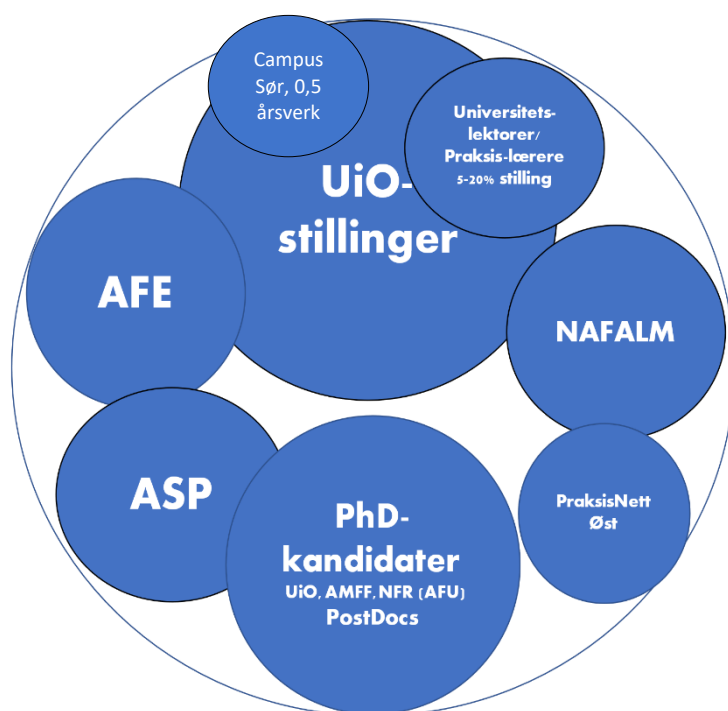 Campus
Sør, 0,5
årsverk
Universitets-
lektorer/
Praksis-lærere
5-20% stilling
UiO-
stillinger
AFE
NAFALM
ASP
PhD-
kandidater
UiO, AMFF, NFR (AFU)
PostDocs
PraksisNett
Øst